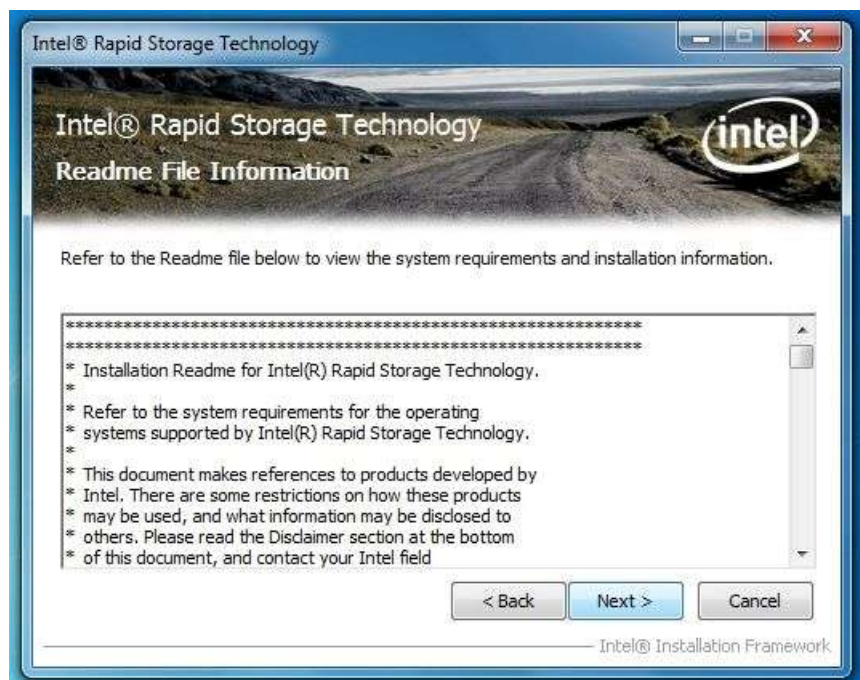 Intel® Rapid Storage Technology
Intel® Rapid Storage Technology
intel
Readme File Information
Refer to the Readme file below to view the system requirements and installation information.
************************************************************
************************************************************
* Installation Readme for Intel(R) Rapid Storage Technology.
*
* Refer to the system requirements for the operating
* systems supported by Intel(R) Rapid Storage Technology.
*
* This document makes references to products developed by
* Intel. There are some restrictions on how these products
* may be used, and what information may be disclosed to
* others. Please read the Disclaimer section at the bottom
* of this document, and contact your Intel field
< Back Next > Cancel
Intel® Installation Framework